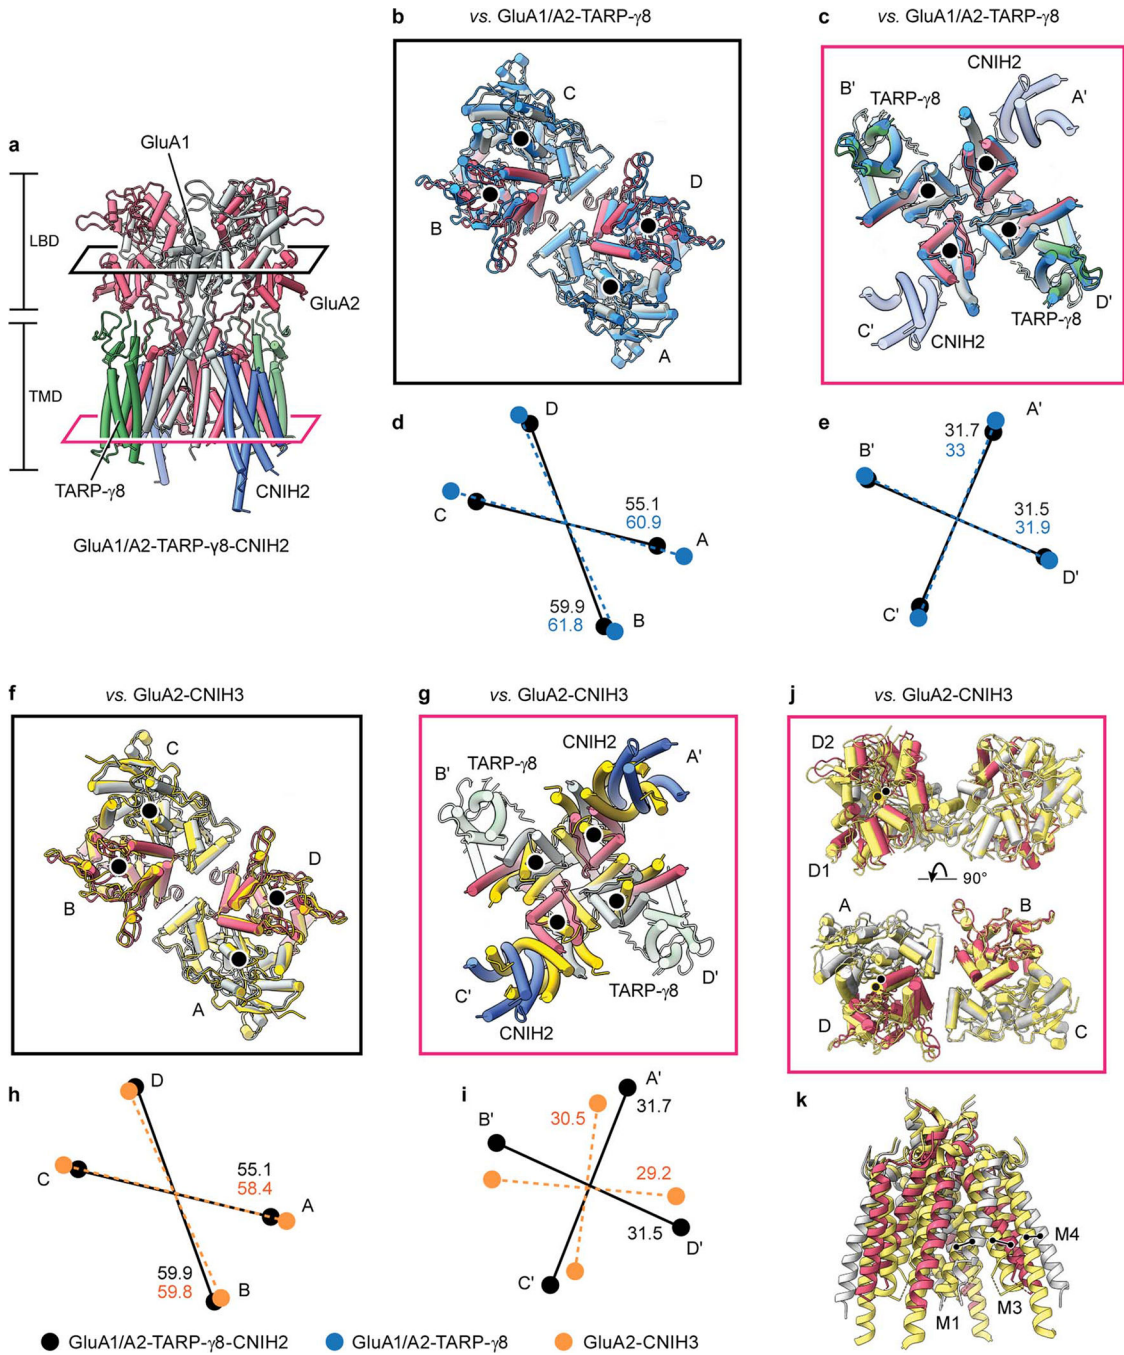 a
GluA1
LBD
GluA2
TMD
TARP-γ8
CNIH2
GluA1/A2-TARP-γ8-CNIH2
b
vs. GluA1/A2-TARP-γ8
C
D
B
A
c
vs. GluA1/A2-TARP-γ8
CNIH2
B'
TARP-γ8
A'
D'
C'
TARP-γ8
CNIH2
d
D
C
55.1
60.9
A
59.9
61.8
B
e
A'
31.7
33
B'
31.5
31.9
D'
C'
f
vs. GluA2-CNIH3
C
D
B
A
g
vs. GluA2-CNIH3
CNIH2
A'
B'
TARP-γ8
C'
D'
TARP-γ8
CNIH2
j
vs. GluA2-CNIH3
D2
D1
90°
A
B
D
C
h
D
C
55.1
58.4
A
59.9
59.8
B
i
A'
30.5
31.7
B'
29.2
31.5
D'
C'
k
M4
M3
M1
GluA1/A2-TARP-γ8-CNIH2
GluA1/A2-TARP-γ8
GluA2-CNIH3